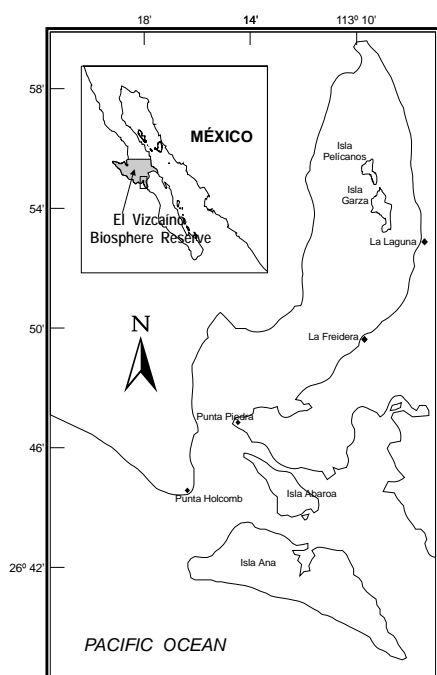 18'
14'
113º 10'
58'
54'
50'
46'
26º 42'
MÉXICO
El Vizcaíno
Biosphere Reserve
Isla
Pelícanos
Isla
Garza
La Laguna
La Freidera
N
Punta Piedra
Punta Holcomb
Isla Abaroa
Isla Ana
PACIFIC OCEAN